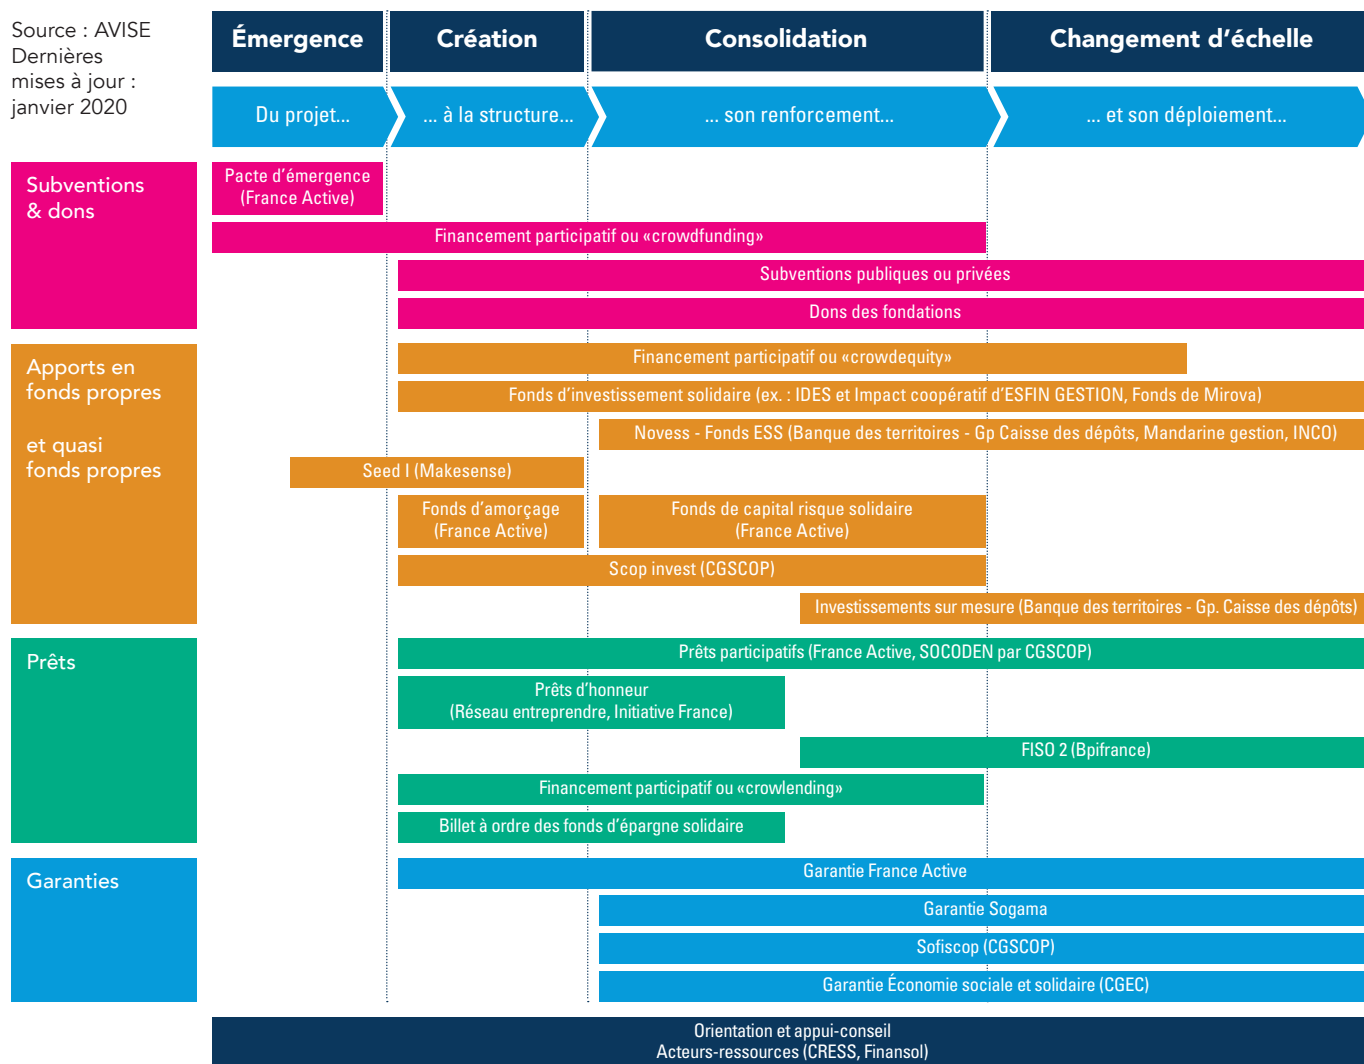 Source : AVISE
Dernières
mises à jour :
janvier 2020
Émergence
Création
Consolidation
Changement d’échelle
Du projet...
... à la structure...
... son renforcement...
... et son déploiement...
Subventions
& dons
Pacte d’émergence
(France Active)
Financement participatif ou «crowdfunding»
Subventions publiques ou privées
Dons des fondations
Apports en
fonds propres
et quasi
fonds propres
Financement participatif ou «crowdequity»
Fonds d’investissement solidaire (ex. : IDES et Impact coopératif d’ESFIN GESTION, Fonds de Mirova)
Novess - Fonds ESS (Banque des territoires - Gp Caisse des dépôts, Mandarine gestion, INCO)
Seed I (Makesense)
Fonds d’amorçage
(France Active)
Fonds de capital risque solidaire
(France Active)
Scop invest (CGSCOP)
Investissements sur mesure (Banque des territoires - Gp. Caisse des dépôts)
Prêts
Prêts participatifs (France Active, SOCODEN par CGSCOP)
Prêts d’honneur
(Réseau entreprendre, Initiative France)
FISO 2 (Bpifrance)
Financement participatif ou «crowlending»
Billet à ordre des fonds d’épargne solidaire
Garanties
Garantie France Active
Garantie Sogama
Sofiscop (CGSCOP)
Garantie Économie sociale et solidaire (CGEC)
Orientation et appui-conseil
Acteurs-ressources (CRESS, Finansol)